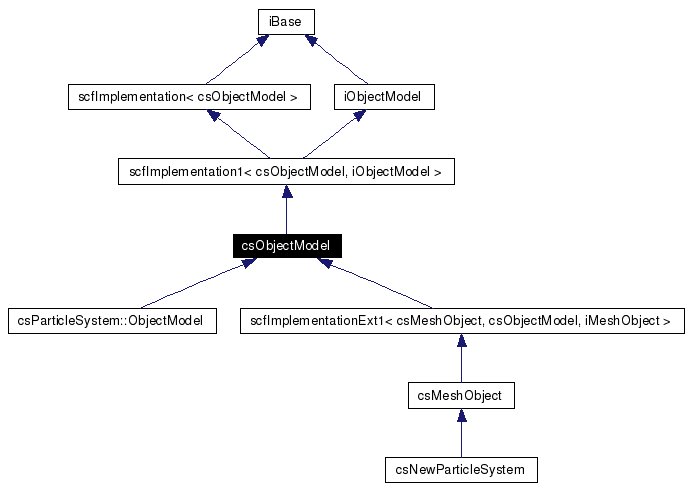 iBase
scfImplementation< csObjectModel >
iObjectModel
scfImplementation1< csObjectModel, iObjectModel >
csObjectModel
csParticleSystem::ObjectModel
scfImplementationExt1< csMeshObject, csObjectModel, iMeshObject >
csMeshObject
csNewParticleSystem